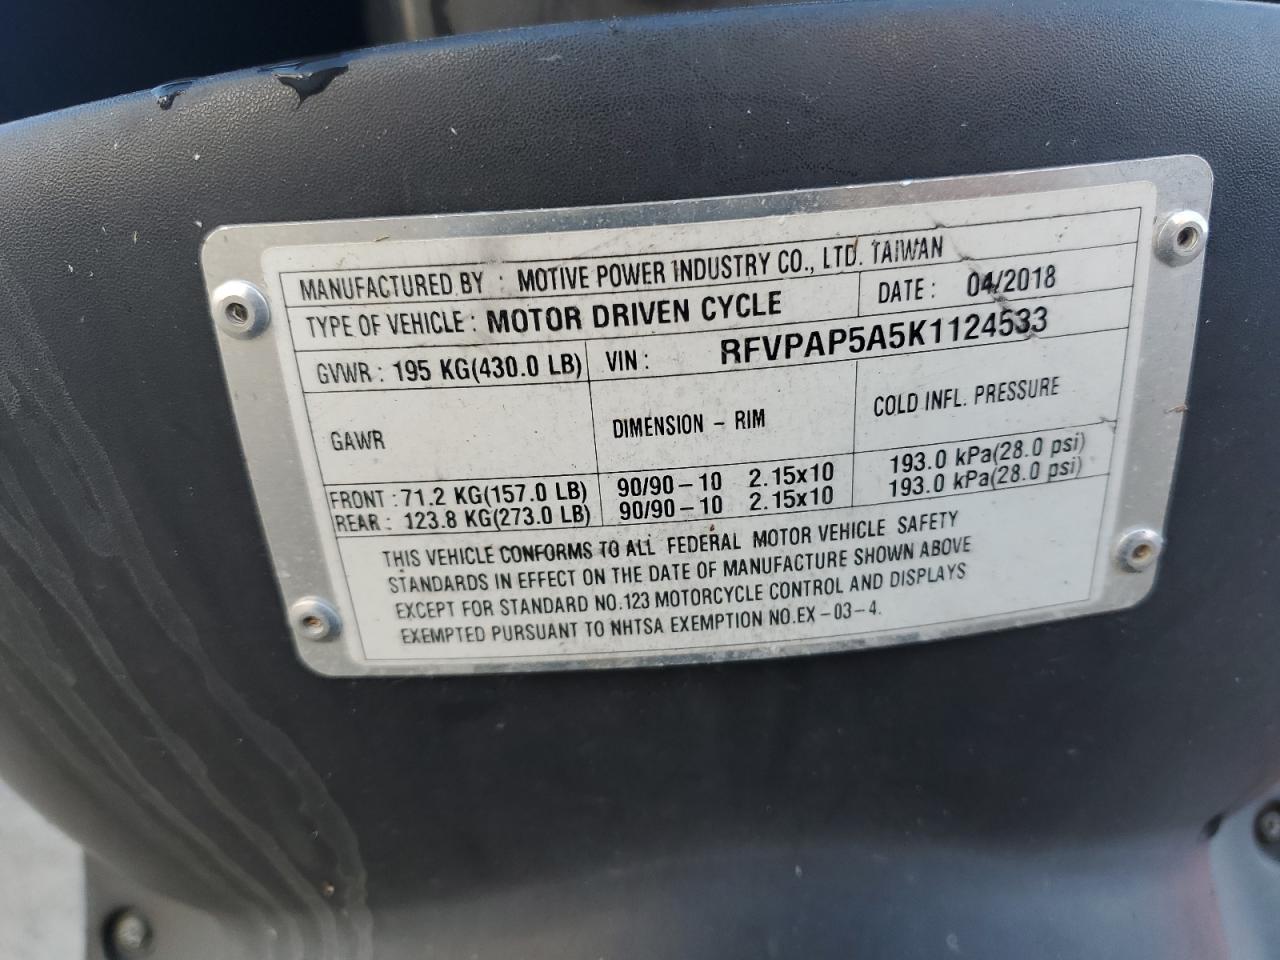 MANUFACTURED BY : MOTIVE POWER INDUSTRY CO., LTD. TAIWAN
TYPE OF VEHICLE : MOTOR DRIVEN CYCLE DATE : 04/2018
GVWR : 195 KG(430.0 LB) VIN : RFVPAP5A5K1124533
GAWR DIMENSION - RIM COLD INFL. PRESSURE
FRONT : 71.2 KG(157.0 LB) 90/90-10 2.15x10 193.0 kPa(28.0 psi)
REAR : 123.8 KG(273.0 LB) 90/90-10 2.15x10 193.0 kPa(28.0 psi)
THIS VEHICLE CONFORMS TO ALL FEDERAL MOTOR VEHICLE SAFETY
STANDARDS IN EFFECT ON THE DATE OF MANUFACTURE SHOWN ABOVE
EXCEPT FOR STANDARD NO.123 MOTORCYCLE CONTROL AND DISPLAYS
EXEMPTED PURSUANT TO NHTSA EXEMPTION NO.EX-03-4.